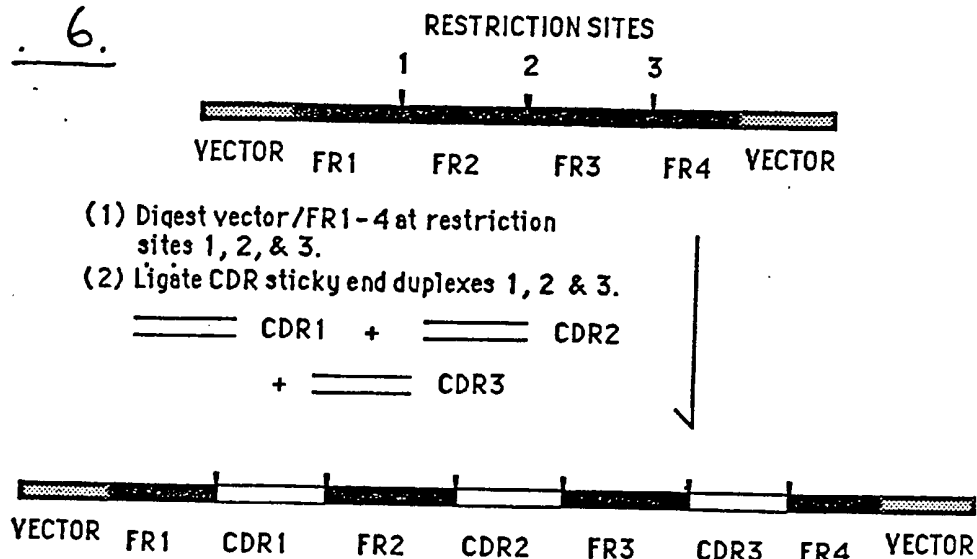 . 6.
RESTRICTION SITES
1 2 3
VECTOR FR1 FR2 FR3 FR4 VECTOR
(1) Digest vector/FR1-4 at restriction
sites 1, 2, & 3.
(2) Ligate CDR sticky end duplexes 1, 2 & 3.
CDR1 + CDR2
+ CDR3
VECTOR FR1 CDR1 FR2 CDR2 FR3 CDR3 FR4 VECTOR